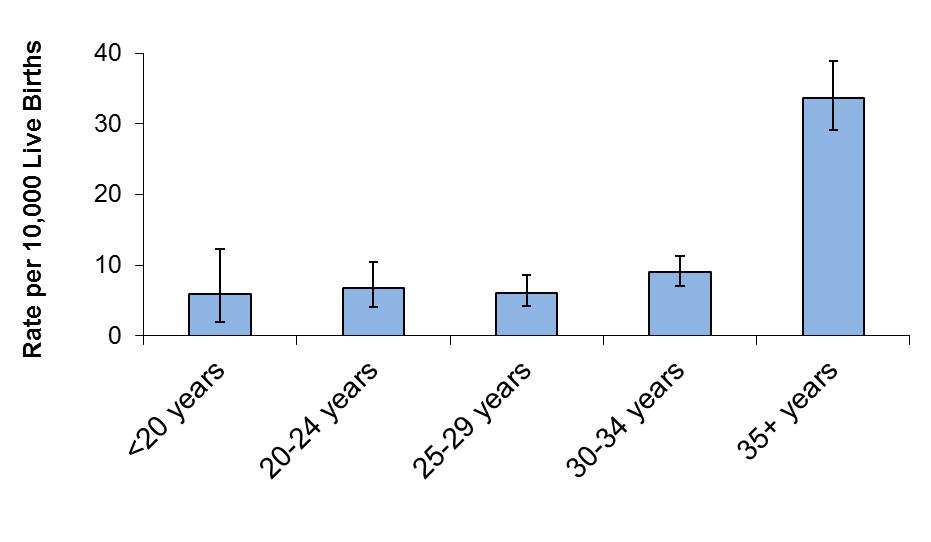 Rate per 10,000 Live Births
40
30
20
10
0
<20 years
20-24 years
25-29 years
30-34 years
35+ years